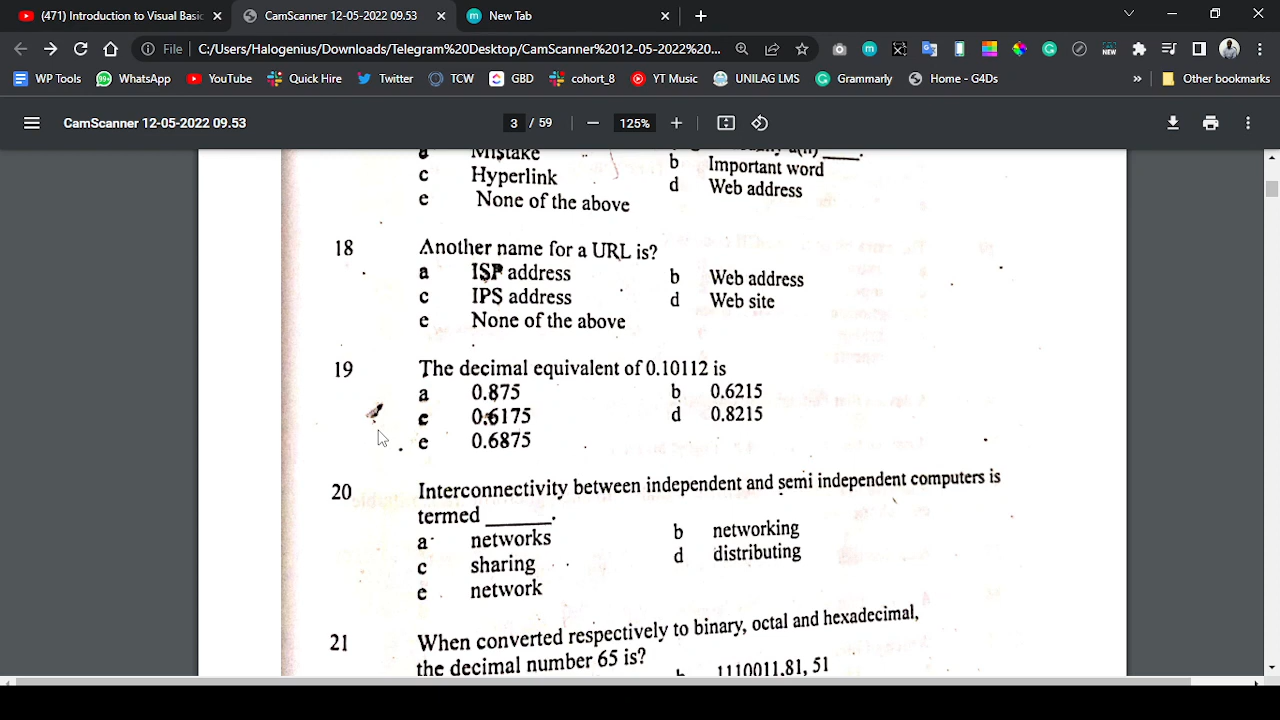 (471) Introduction to Visual Basic
CamScanner 12-05-2022 09.53
New Tab
File C:/Users/Halogenius/Downloads/Telegram%20Desktop/CamScanner%2012-05-2022%20...
WP Tools WhatsApp YouTube Quick Hire Twitter TCW GBD cohort_8 YT Music UNILAG LMS Grammarly Home - G4Ds » Other bookmarks
CamScanner 12-05-2022 09.53 3 / 59 125%
a Mistake b Important word
c Hyperlink d Web address
e None of the above
18 Another name for a URL is?
a ISP address b Web address
c IPS address d Web site
e None of the above
19 The decimal equivalent of 0.10112 is
a 0.875 b 0.6215
c 0.6175 d 0.8215
e 0.6875
20 Interconnectivity between independent and semi independent computers is
termed ______.
a networks b networking
c sharing d distributing
e network
21 When converted respectively to binary, octal and hexadecimal,
the decimal number 65 is?
1110011,81, 51